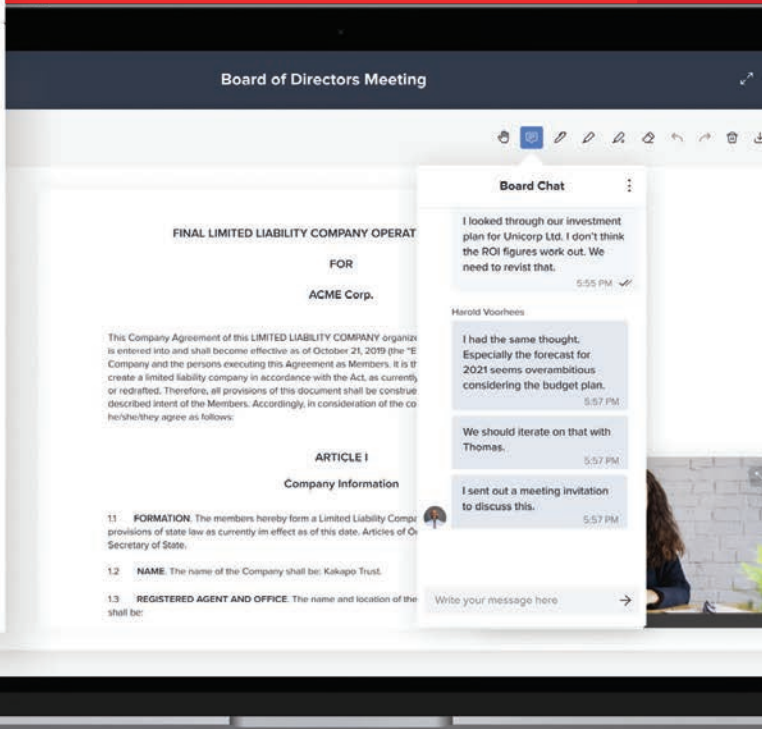 Board of Directors Meeting
Board Chat
I looked through our investment
plan for Unicorp Ltd. I don't think
the ROI figures work out. We
need to revist that.
5:55 PM
Harold Voorhees
I had the same thought.
Especially the forecast for
2021 seems overambitious
considering the budget plan.
5:57 PM
We should iterate on that with
Thomas.
5:57 PM
I sent out a meeting invitation
to discuss this.
5:57 PM
Write your message here
FINAL LIMITED LIABILITY COMPANY OPERAT
FOR
ACME Corp.
This Company Agreement of this LIMITED LIABILITY COMPANY organize
is entered into and shall become effective as of October 21, 2019 (the "E
Company and the persons executing this Agreement as Members. It is th
create a limited liability company in accordance with the Act, as currently
or redrafted. Therefore, all provisions of this document shall be construe
described intent of the Members. Accordingly, in consideration of the co
he/she/they agree as follows:
ARTICLE I
Company Information
1.1 FORMATION. The members hereby form a Limited Liability Compa
provisions of state law as currently im effect as of this date. Articles of O
Secretary of State.
1.2 NAME. The name of the Company shall be: Kakapo Trust.
1.3 REGISTERED AGENT AND OFFICE. The name and location of the
shall be: